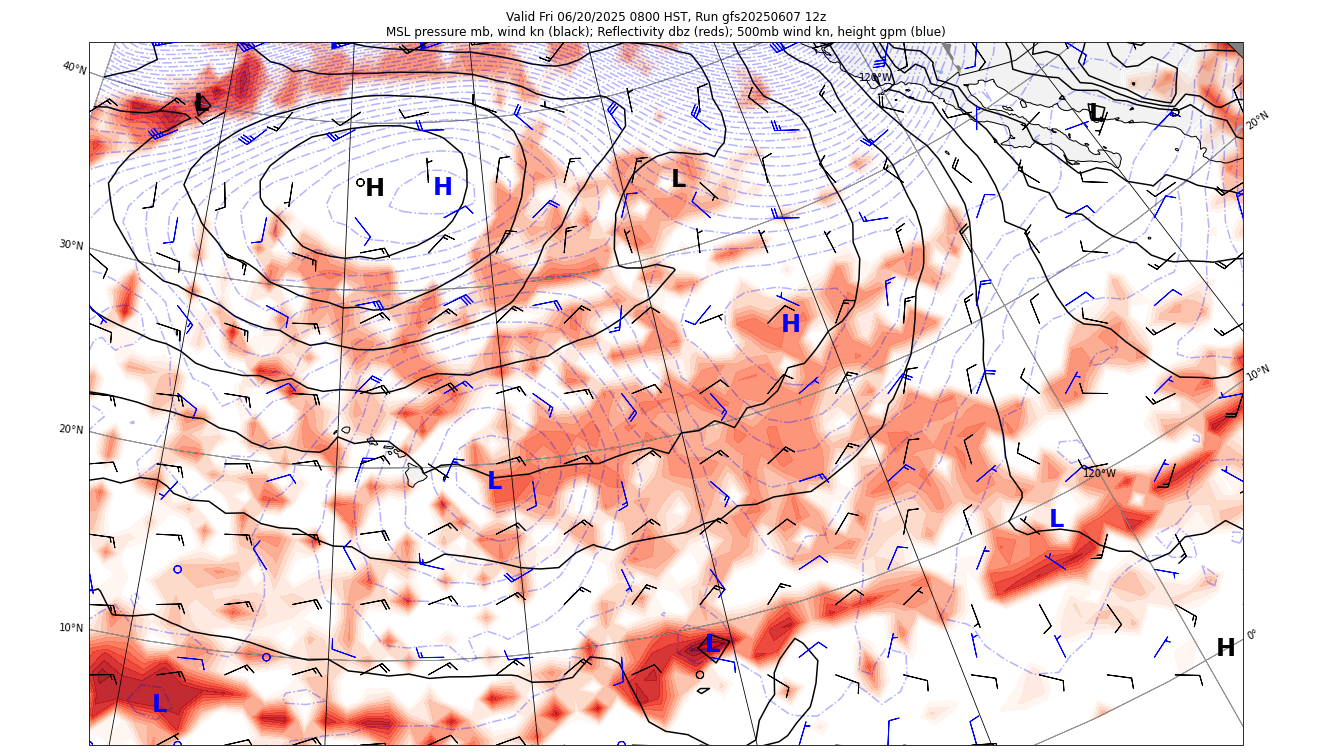 Valid Fri 06/20/2025 0800 HST, Run gfs20250607 12z
MSL pressure mb, wind kn (black); Reflectivity dbz (reds); 500mb wind kn, height gpm (blue)
40°N
120°W
L
L
20°N
H
H
L
30°N
H
10°N
20°N
L
120°W
L
10°N
0°
L
H
L